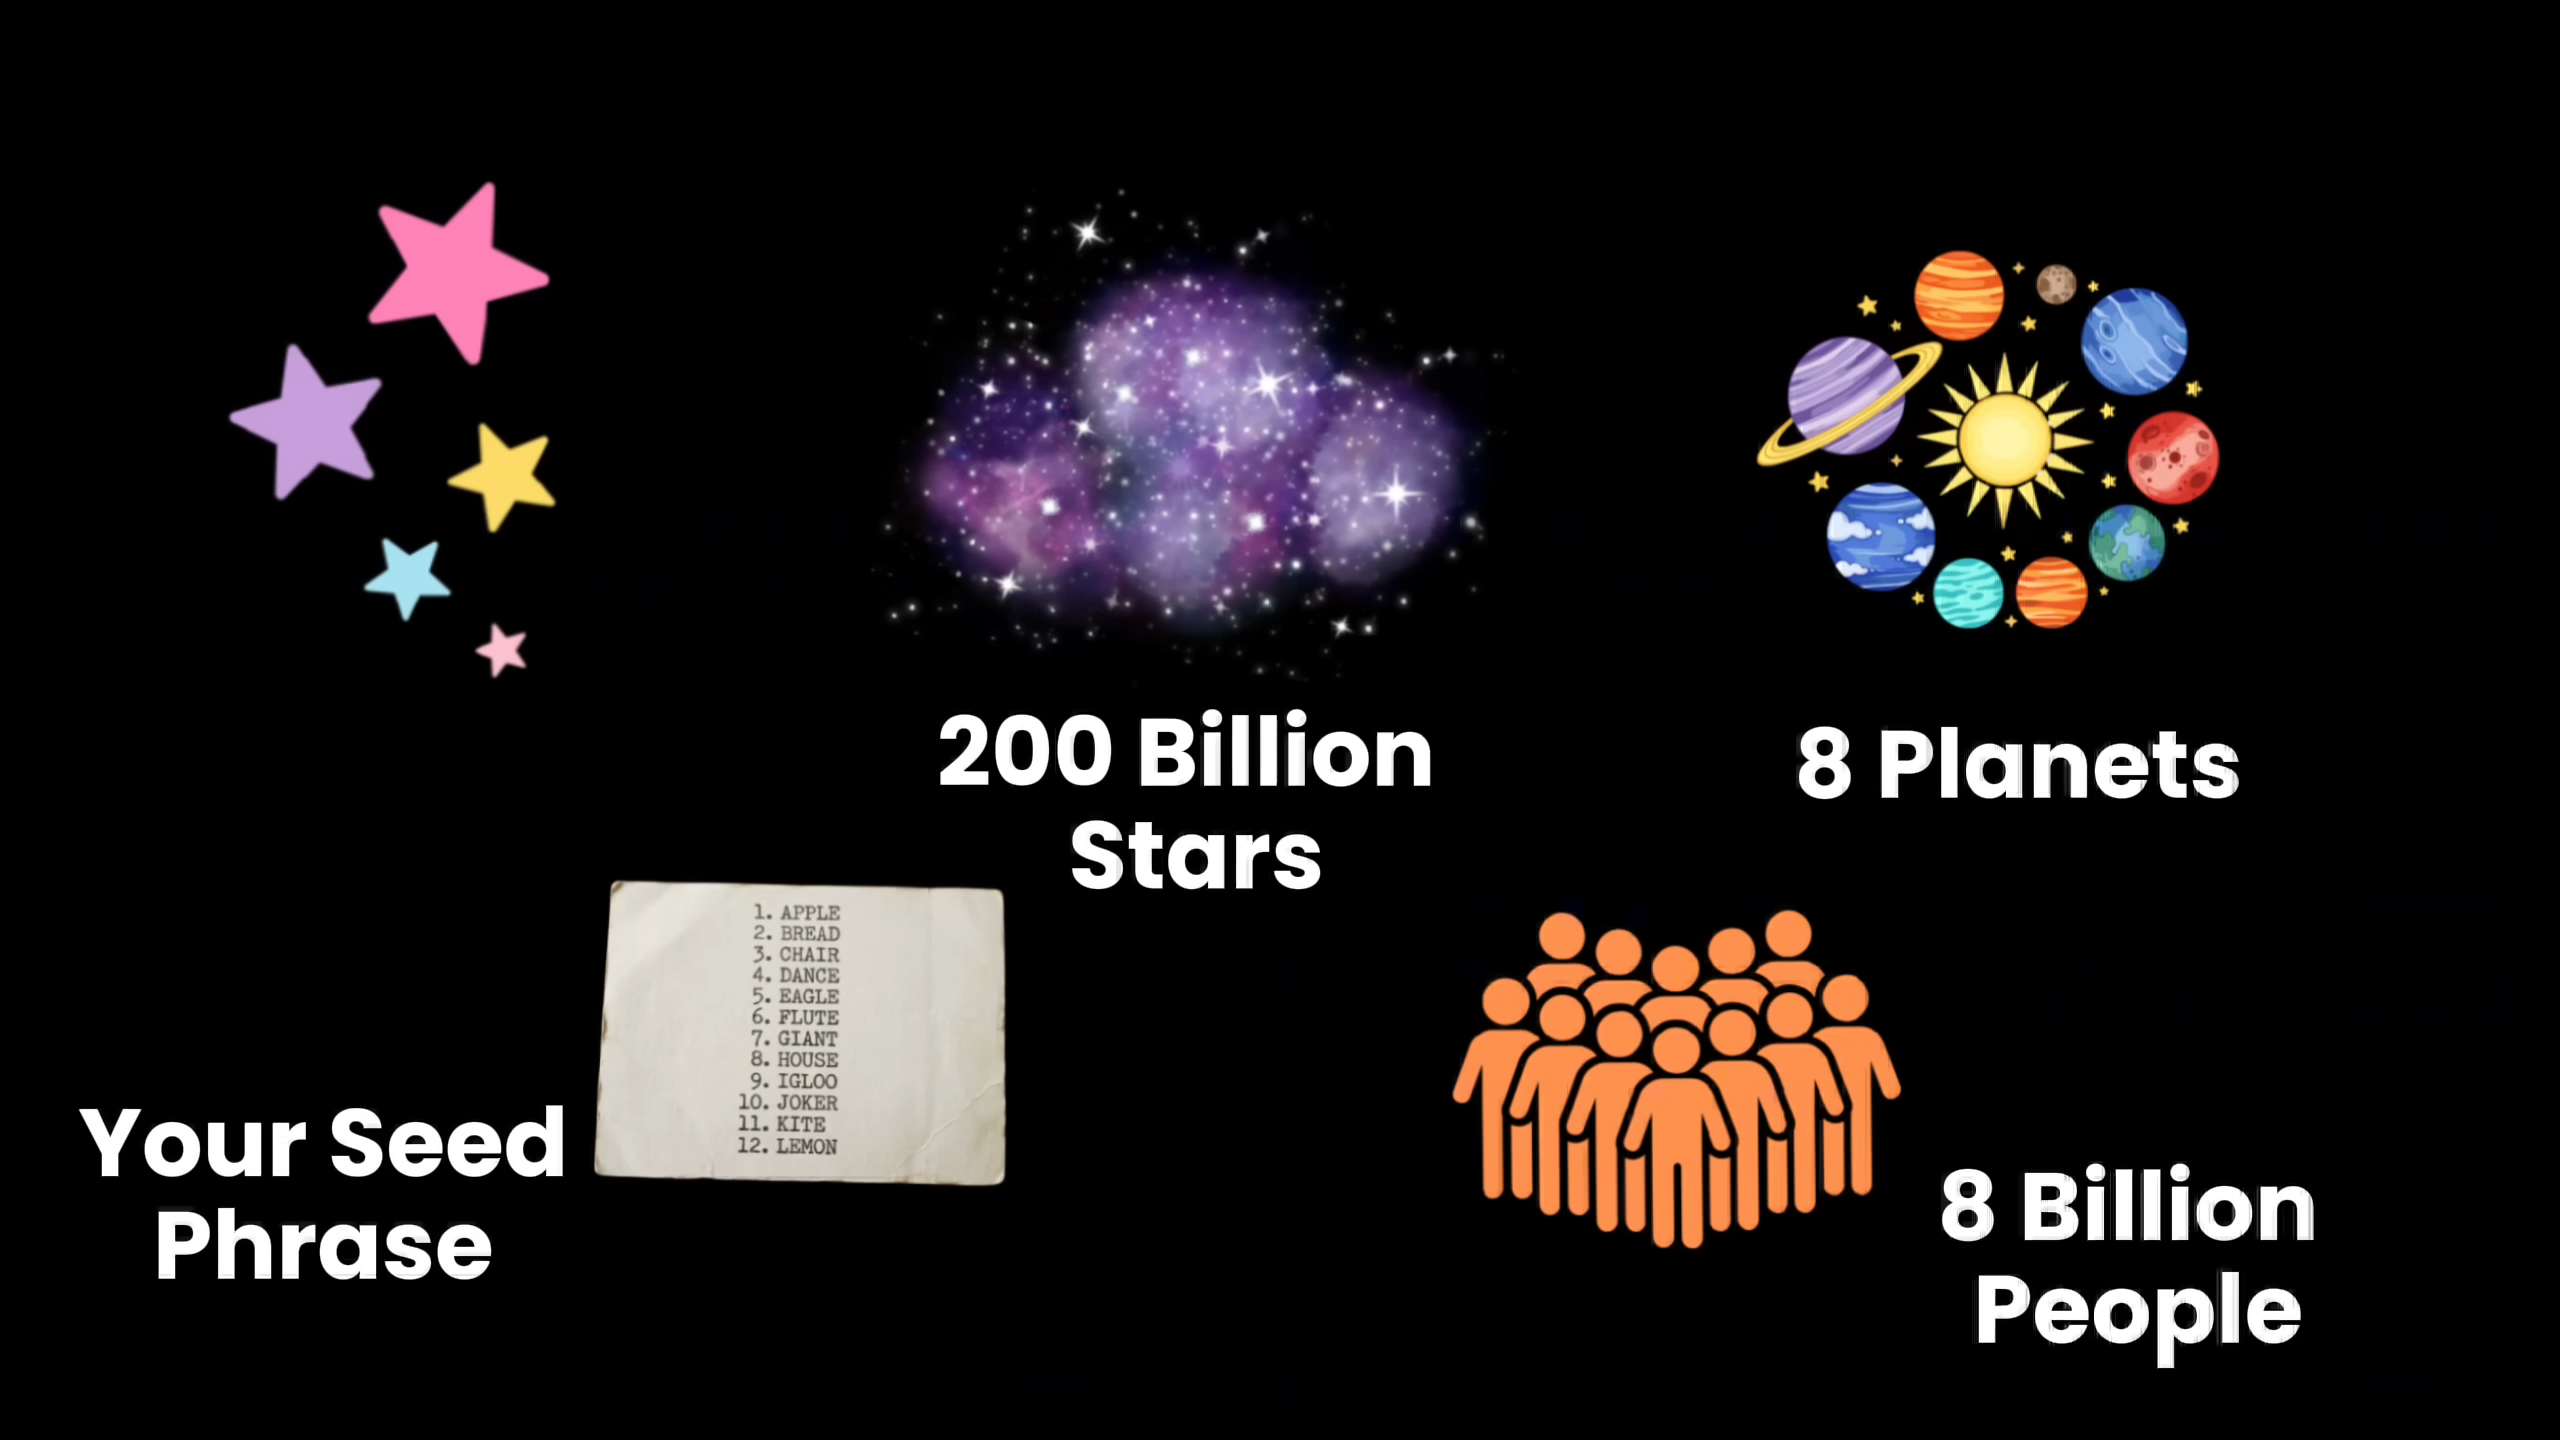 200 Billion
Stars
8 Planets
1. APPLE
2. BREAD
3. CHAIR
4. DANCE
5. EAGLE
6. FLUTE
7. GIANT
8. HOUSE
9. IGLOO
10. JOKER
11. KITE
12. LEMON
Your Seed
Phrase
8 Billion
People